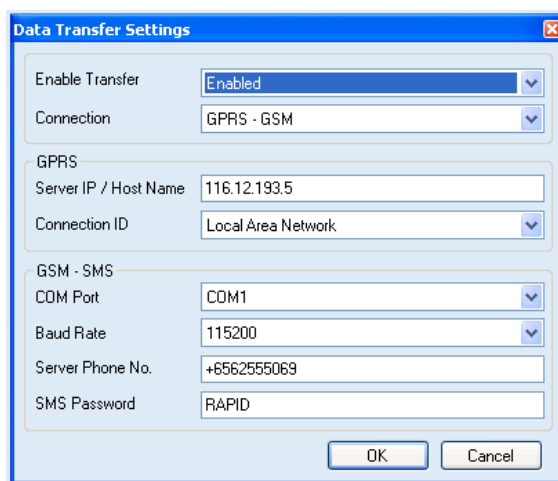 Data Transfer Settings
Enable Transfer Enabled
Connection GPRS - GSM
GPRS
Server IP / Host Name 116.12.193.5
Connection ID Local Area Network
GSM - SMS
COM Port COM1
Baud Rate 115200
Server Phone No. +6562555069
SMS Password RAPID
OK Cancel